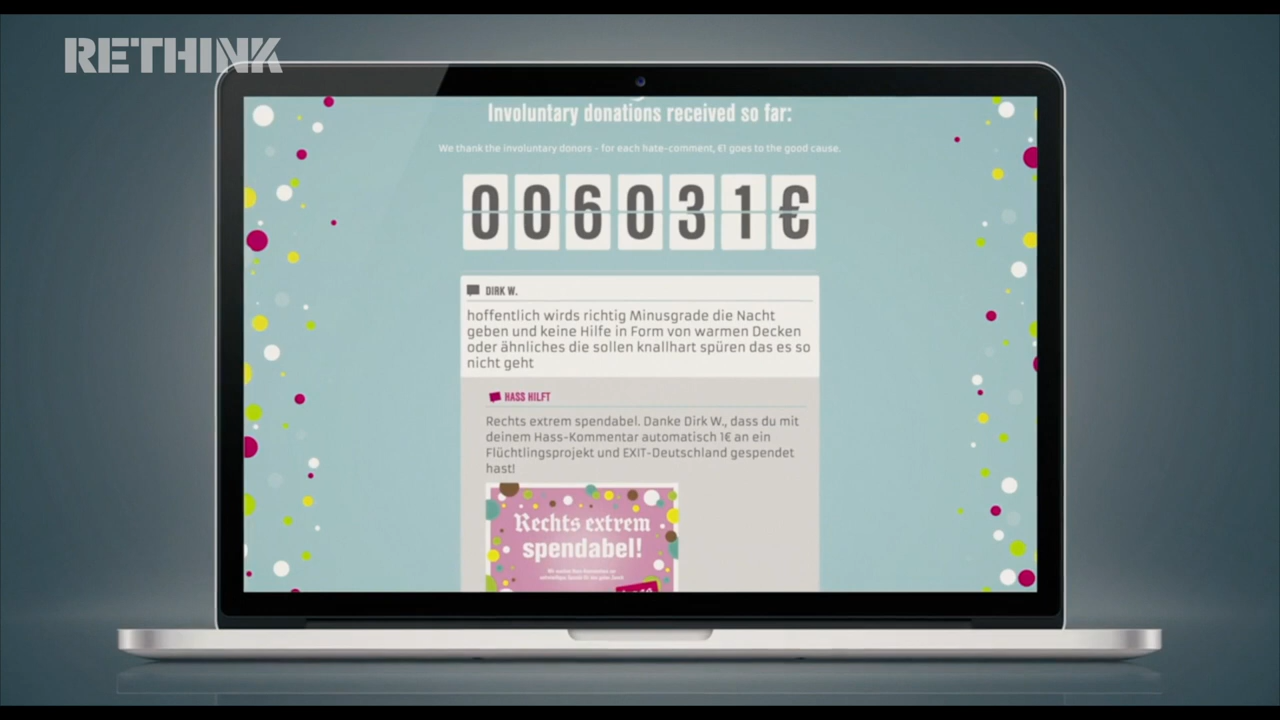 RETHINK
Involuntary donations received so far:
We thank the involuntary donors - for each hate-comment, €1 goes to the good cause.
006031€
DIRK W.
hoffentlich wirds richtig Minusgrade die Nacht
geben und keine Hilfe in Form von warmen Decken
oder ähnliches die sollen knallhart spüren das es so
nicht geht
HASS HILFT
Rechts extrem spendabel. Danke Dirk W., dass du mit
deinem Hass-Kommentar automatisch 1€ an ein
Flüchtlingsprojekt und EXIT-Deutschland gespendet
hast!
Rechts extrem
spendabel!